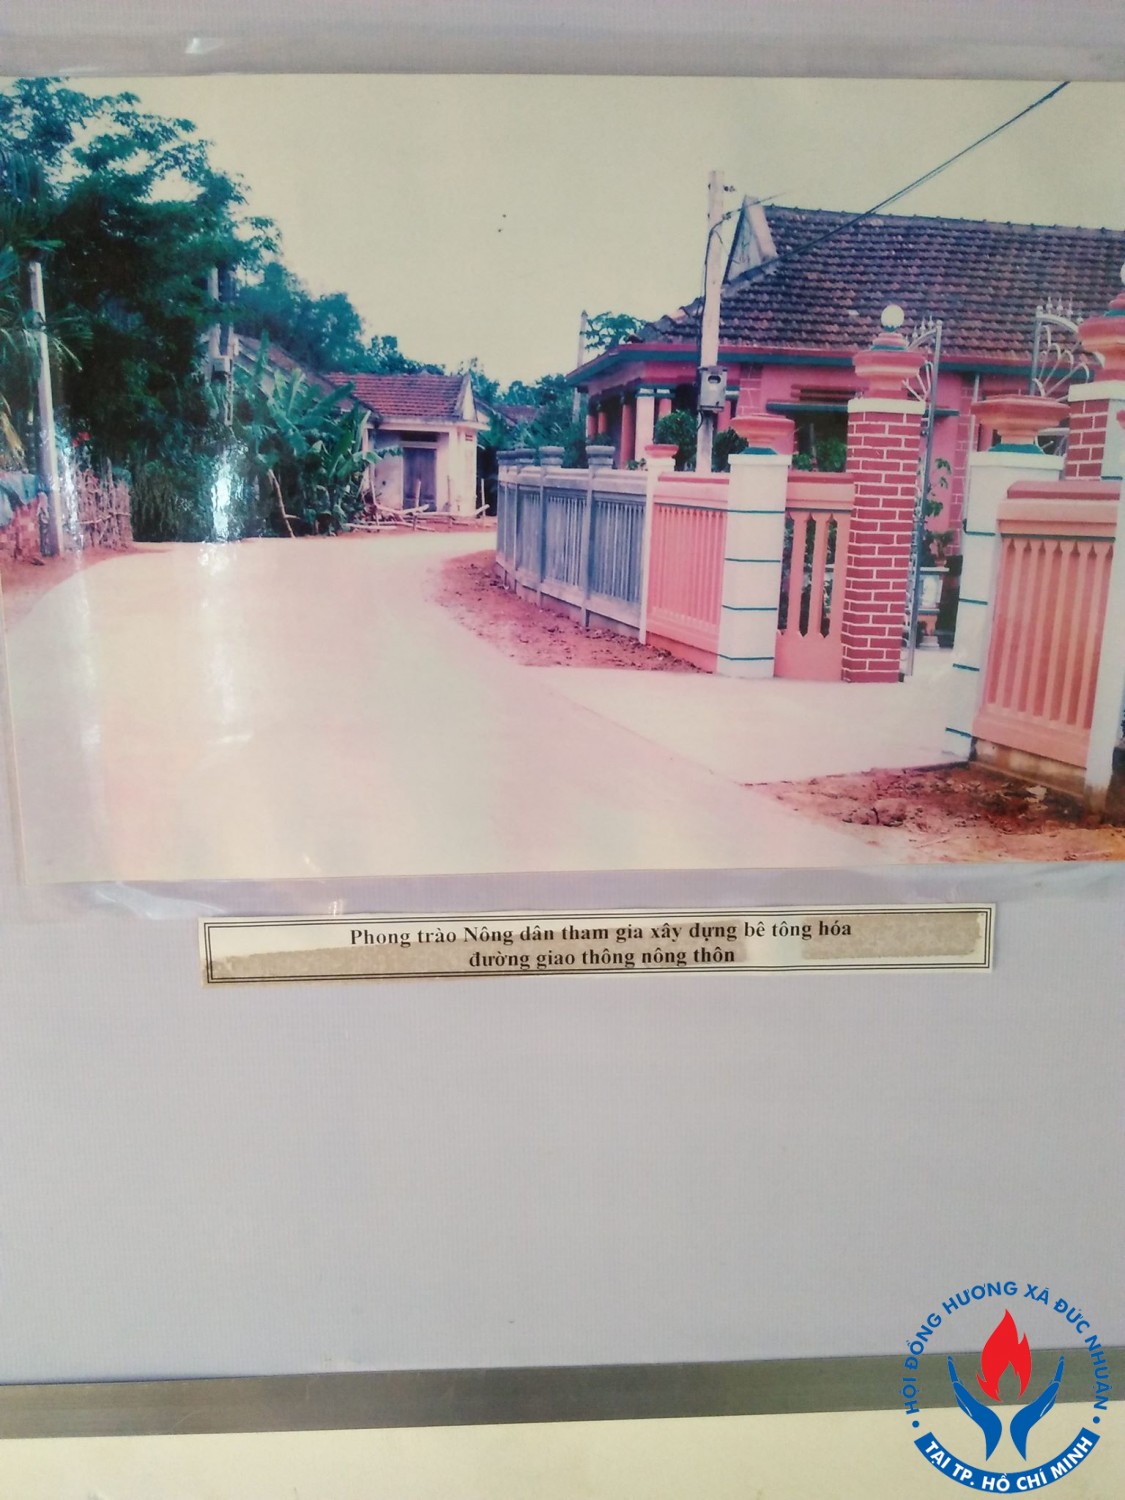 Phong trào Nông dân tham gia xây dựng bê tông hóa
đường giao thông nông thôn
• HỘI ĐỒNG HƯƠNG XÃ ĐỨC NHUẬN •
TẠI TP. HỒ CHÍ MINH